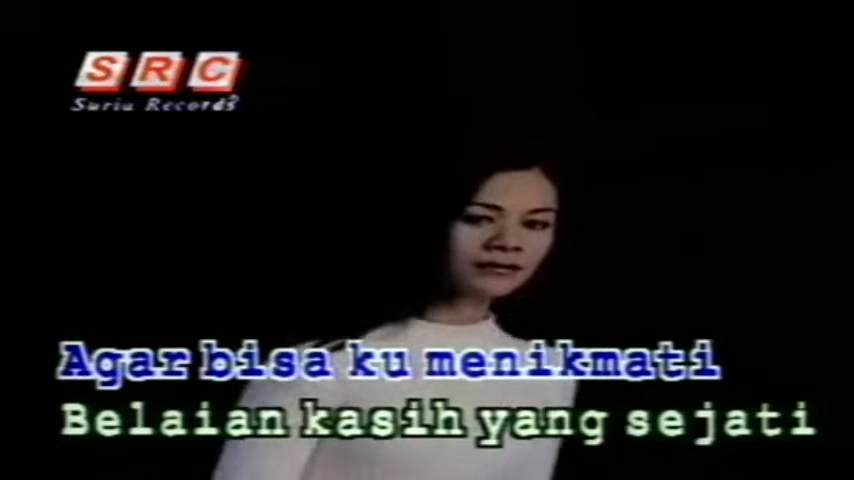 SRC
Suria Records
Agar bisa ku menikmati
Belaian kasih yang sejati